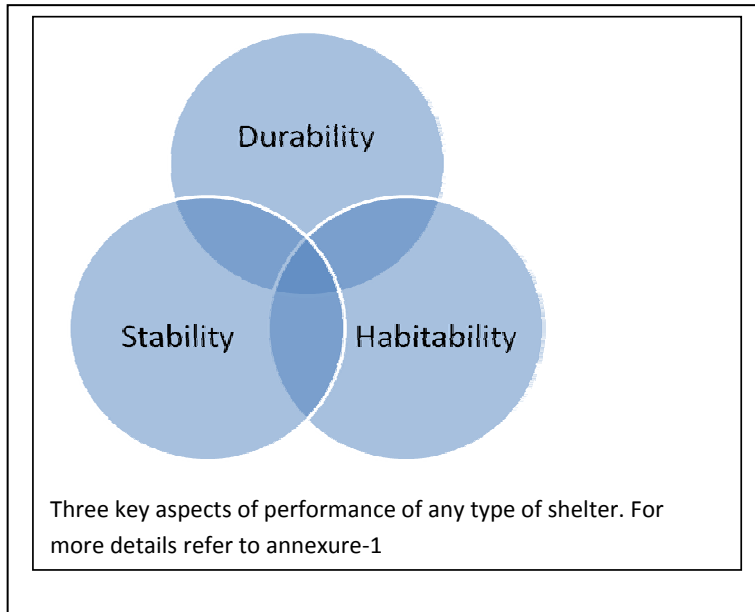 Durability
Stability
Habitability
Three key aspects of performance of any type of shelter. For
more details refer to annexure-1